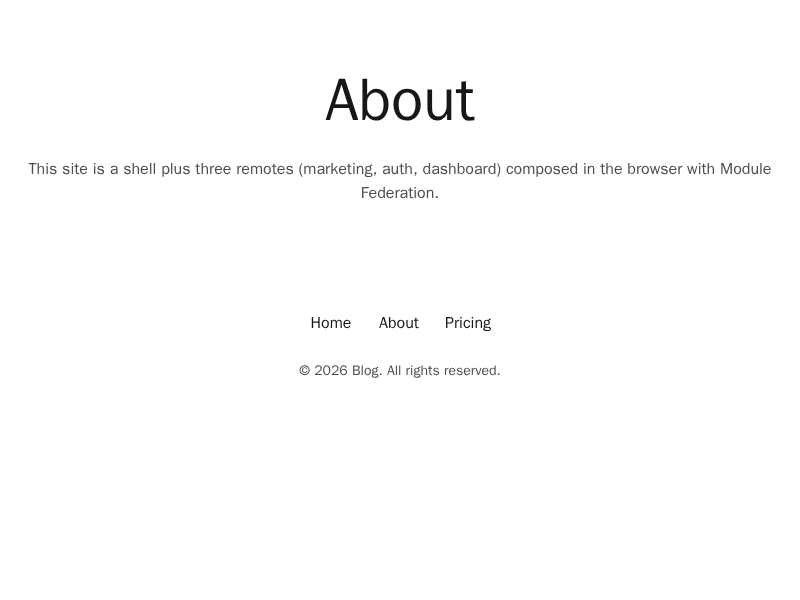 About
This site is a shell plus three remotes (marketing, auth, dashboard) composed in the browser with Module
Federation.
Home About Pricing
© 2026 Blog. All rights reserved.